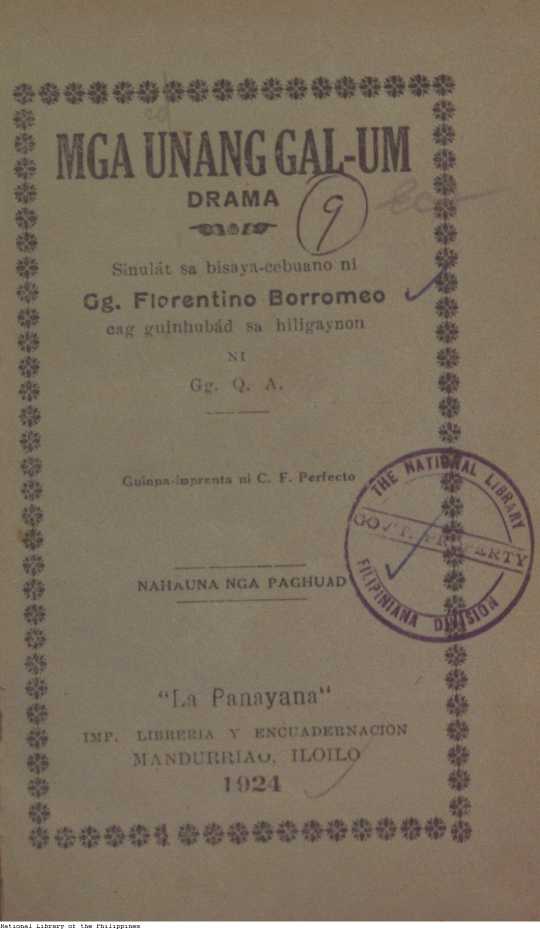 MGA UNANG GAL-UM
DRAMA
9
Sinulát sa bisaya-cebuano ni
Gg. Florentino Borromeo
cag guinhubád sa hiligaynon
NI
Gg. Q. A.
Guinpa-imprenta ni C. F. Perfecto
THE NATIONAL LIBRARY
GOV'T. PROPERTY
FILIPINIANA DIVISION
NAHAUNA NGA PAGHUAD
"La Panayana"
IMP. LIBRERIA Y ENCUADERNACION
MANDURRIAO, ILOILO
1924
National Library of the Philippines